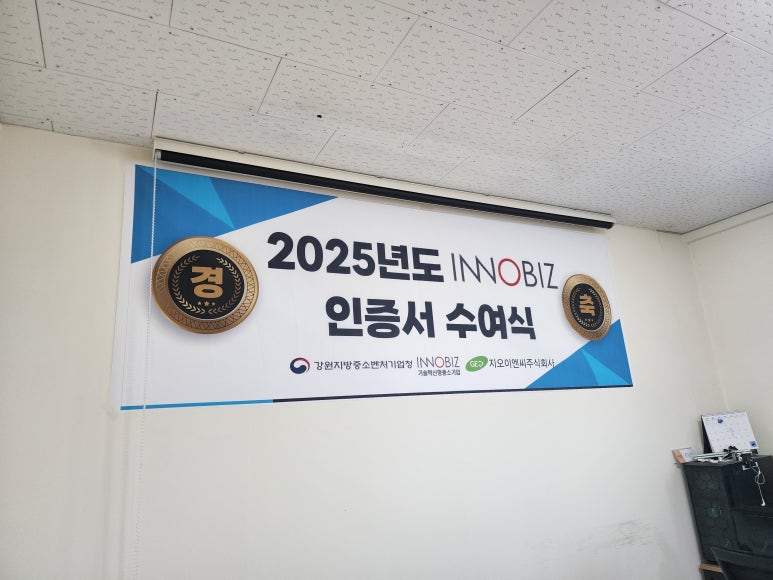 경
2025년도 INNOBIZ
축
인증서 수여식
강원지방중소벤처기업청 INNOBIZ GEO 지오이앤씨주식회사
기술혁신형중소기업